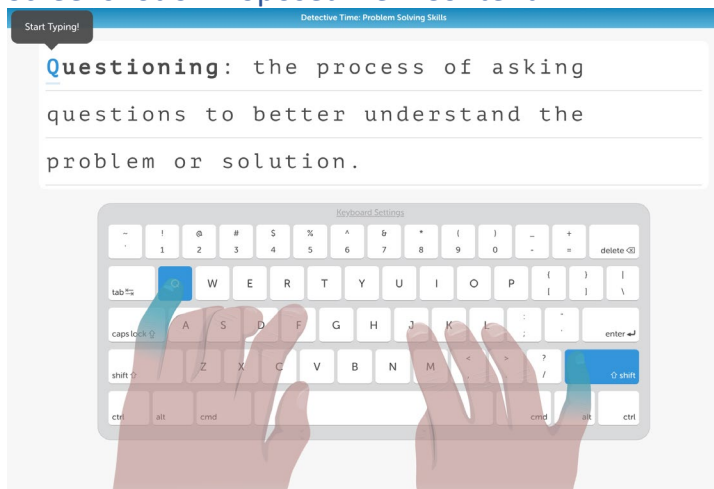 Detective Time: Problem Solving Skills
Start Typing!
Questioning: the process of asking
questions to better understand the
problem or solution.
Keyboard Settings
~ ! @ # $ % ^ & * ( ) _ +
` 1 2 3 4 5 6 7 8 9 0 - = delete
tab Q W E R T Y U I O P { } |
[ ] \
caps lock A S D F G H J K L : "
; ' enter
shift Z X C V B N M < > ?
, . / shift
ctrl alt cmd cmd alt ctrl